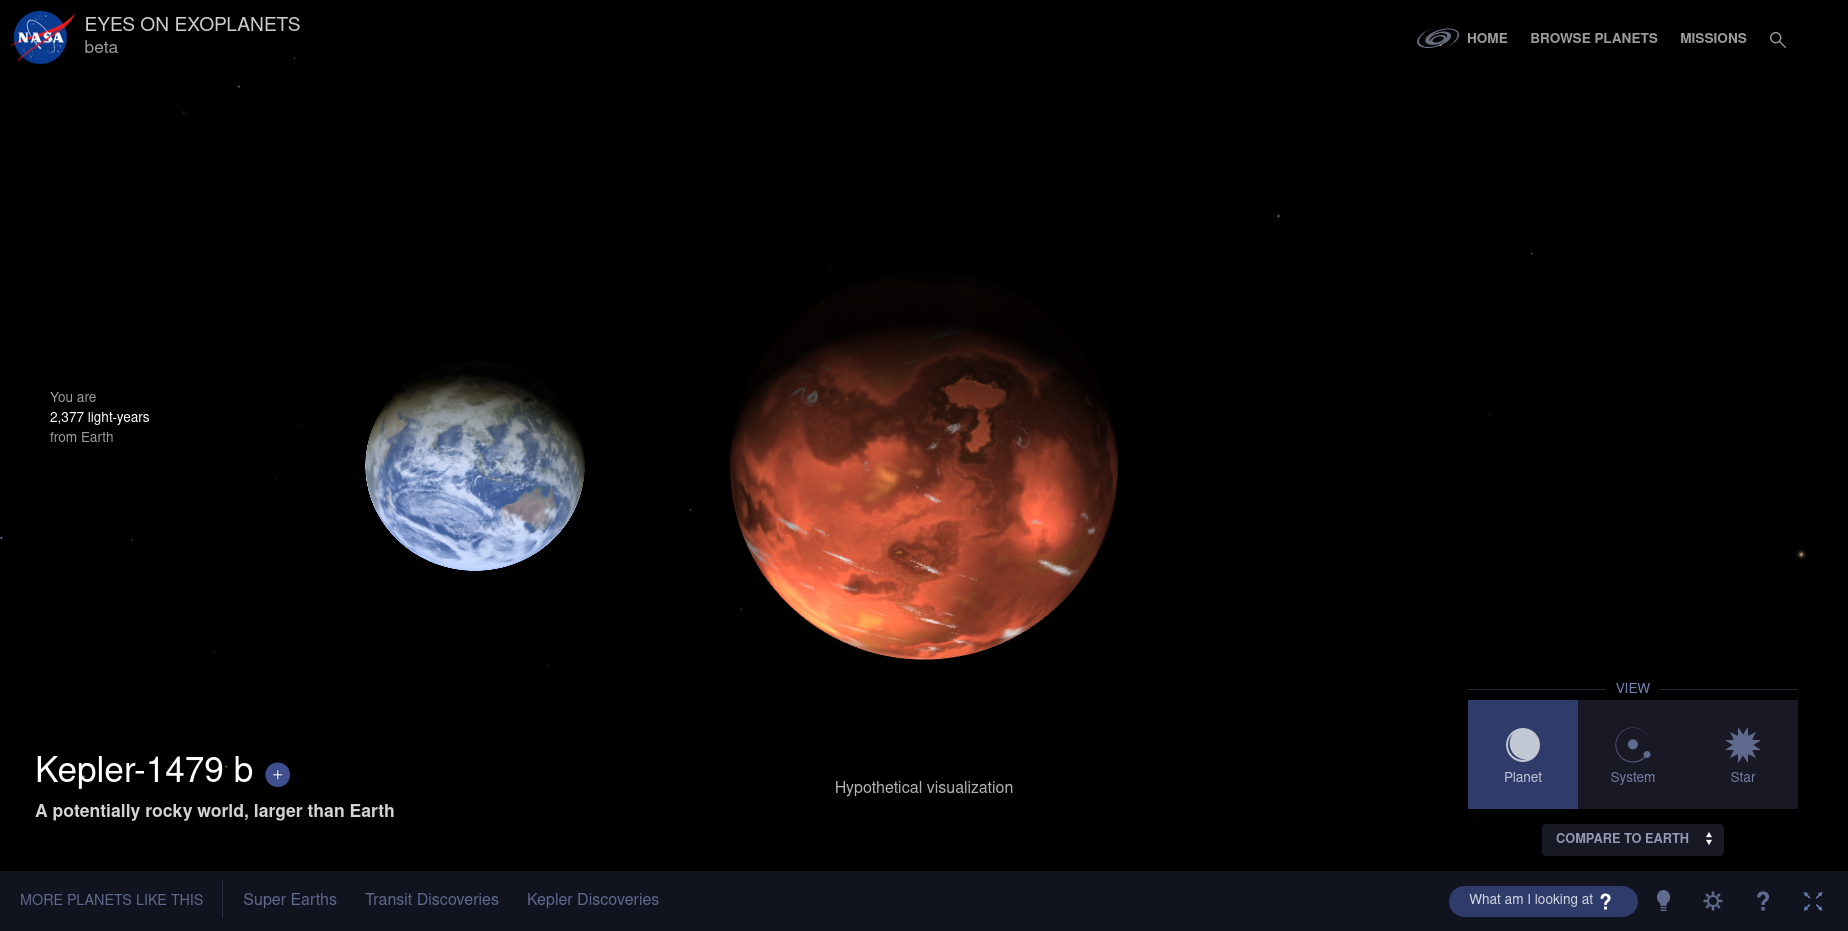 NASA
EYES ON EXOPLANETS
beta
HOME
BROWSE PLANETS
MISSIONS
You are
2,377 light-years
from Earth
VIEW
Planet
System
Star
COMPARE TO EARTH
Kepler-1479 b +
A potentially rocky world, larger than Earth
Hypothetical visualization
MORE PLANETS LIKE THIS
Super Earths
Transit Discoveries
Kepler Discoveries
What am I looking at ?
?